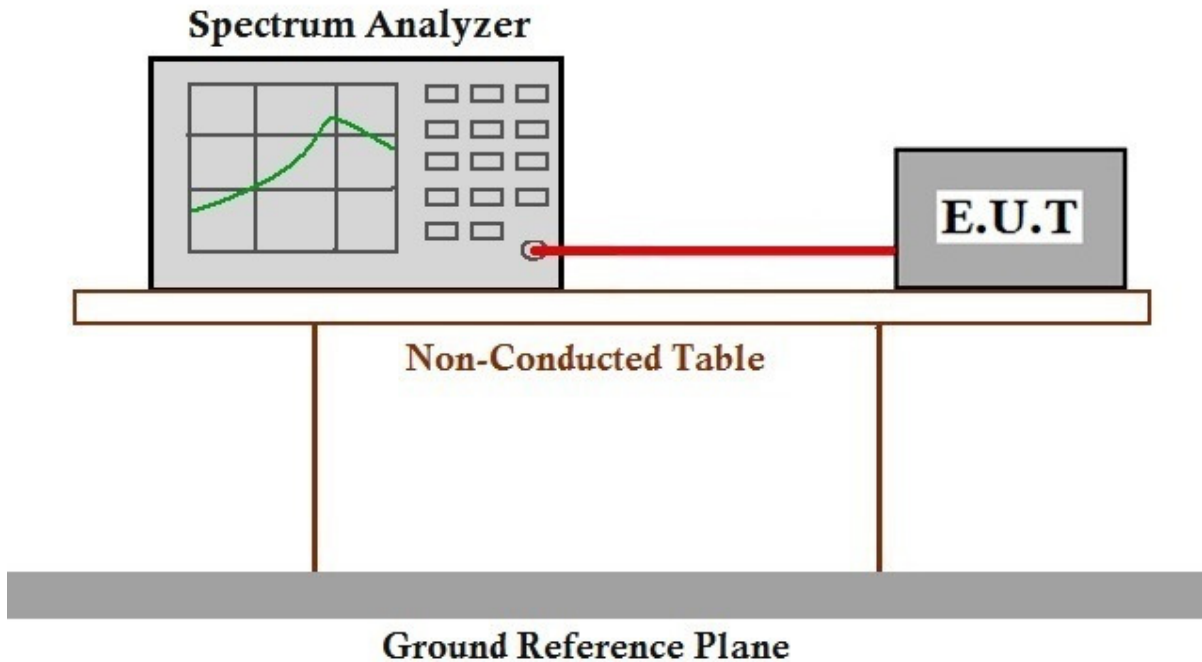 Spectrum Analyzer
E.U.T
Non-Conducted Table
Ground Reference Plane